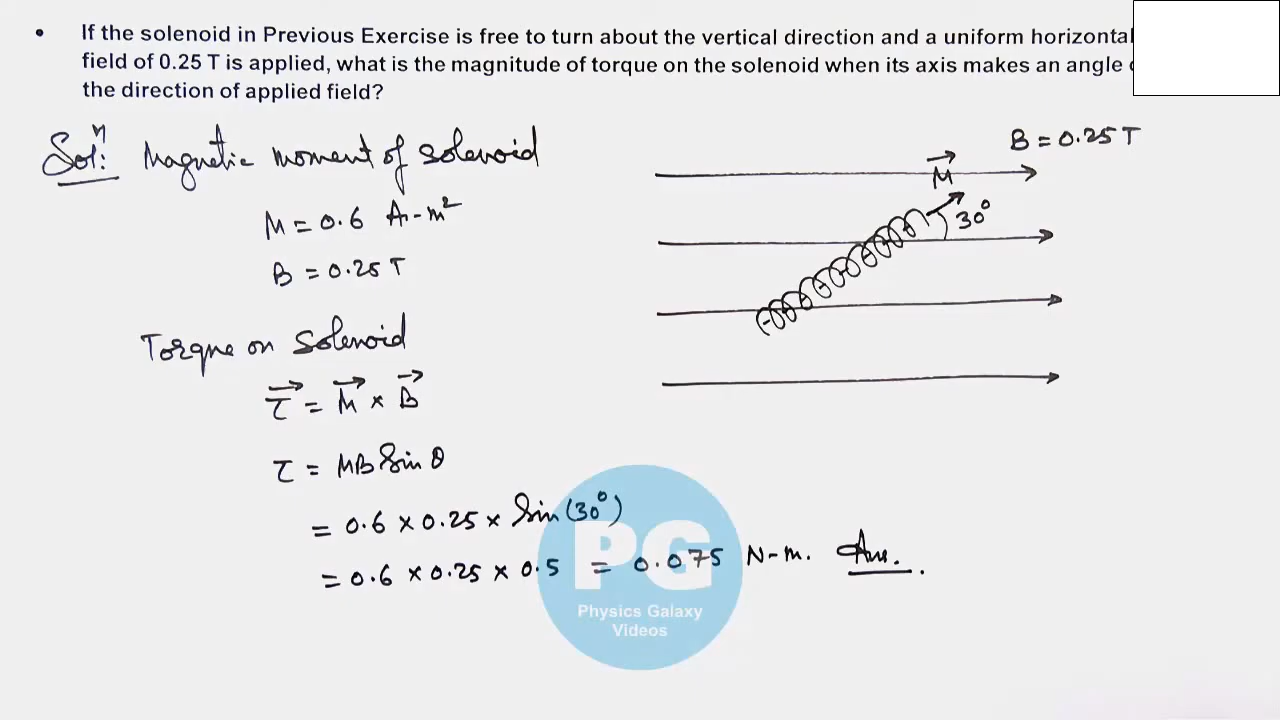 • If the solenoid in Previous Exercise is free to turn about the vertical direction and a uniform horizontal
field of 0.25 T is applied, what is the magnitude of torque on the solenoid when its axis makes an angle
the direction of applied field?
Solⁿ: Magnetic moment of solenoid
B = 0.25 T
M = 0.6 A-m²
B = 0.25 T
M⃗
30°
Torque on Solenoid
τ⃗ = M⃗ × B⃗
τ = MB Sin θ
= 0.6 × 0.25 × Sin (30°)
= 0.6 × 0.25 × 0.5 = 0.075 N-m. Ans.
PG
Physics Galaxy
Videos